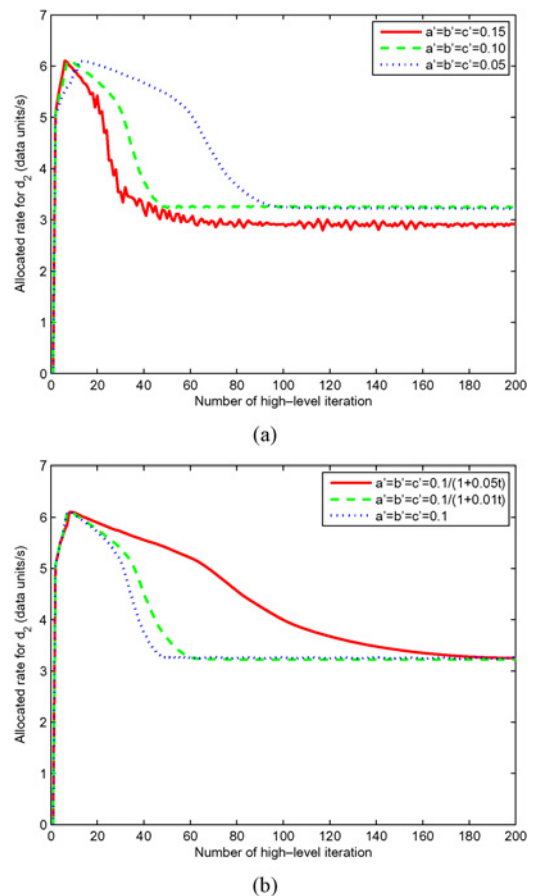 7
6
5
4
3
2
1
0
Allocated rate for d₂ (data units/s)
a'=b'=c'=0.15
a'=b'=c'=0.10
a'=b'=c'=0.05
0 20 40 60 80 100 120 140 160 180 200
Number of high–level iteration
(a)
7
6
5
4
3
2
1
0
Allocated rate for d₂ (data units/s)
a'=b'=c'=0.1/(1+0.05t)
a'=b'=c'=0.1/(1+0.01t)
a'=b'=c'=0.1
0 20 40 60 80 100 120 140 160 180 200
Number of high–level iteration
(b)